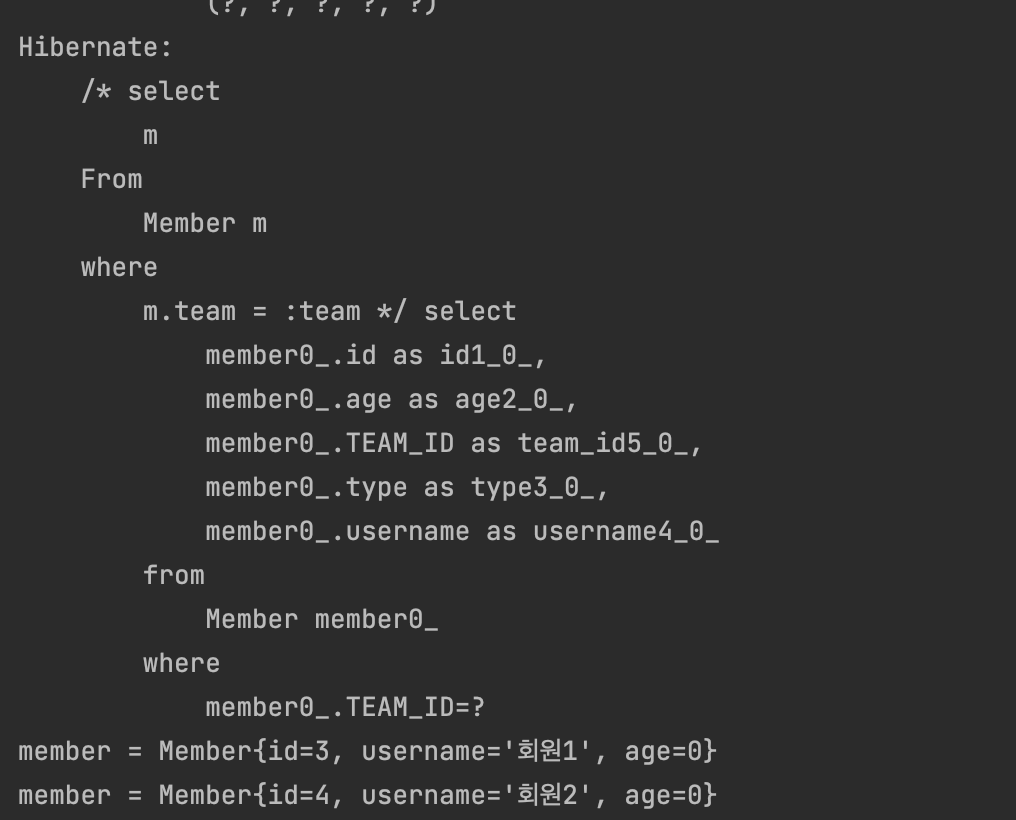 (?, ?, ?, ?, ?)
Hibernate:
/* select
m
From
Member m
where
m.team = :team */ select
member0_.id as id1_0_,
member0_.age as age2_0_,
member0_.TEAM_ID as team_id5_0_,
member0_.type as type3_0_,
member0_.username as username4_0_
from
Member member0_
where
member0_.TEAM_ID=?
member = Member{id=3, username='회원1', age=0}
member = Member{id=4, username='회원2', age=0}